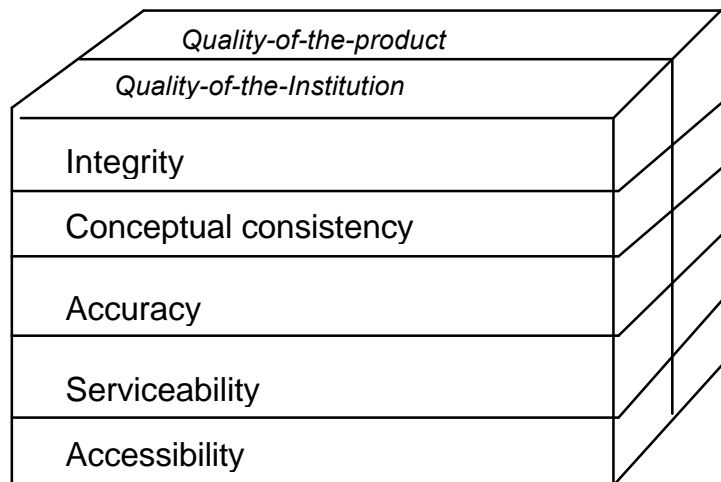 Quality-of-the-product
Quality-of-the-Institution
Integrity
Conceptual consistency
Accuracy
Serviceability
Accessibility